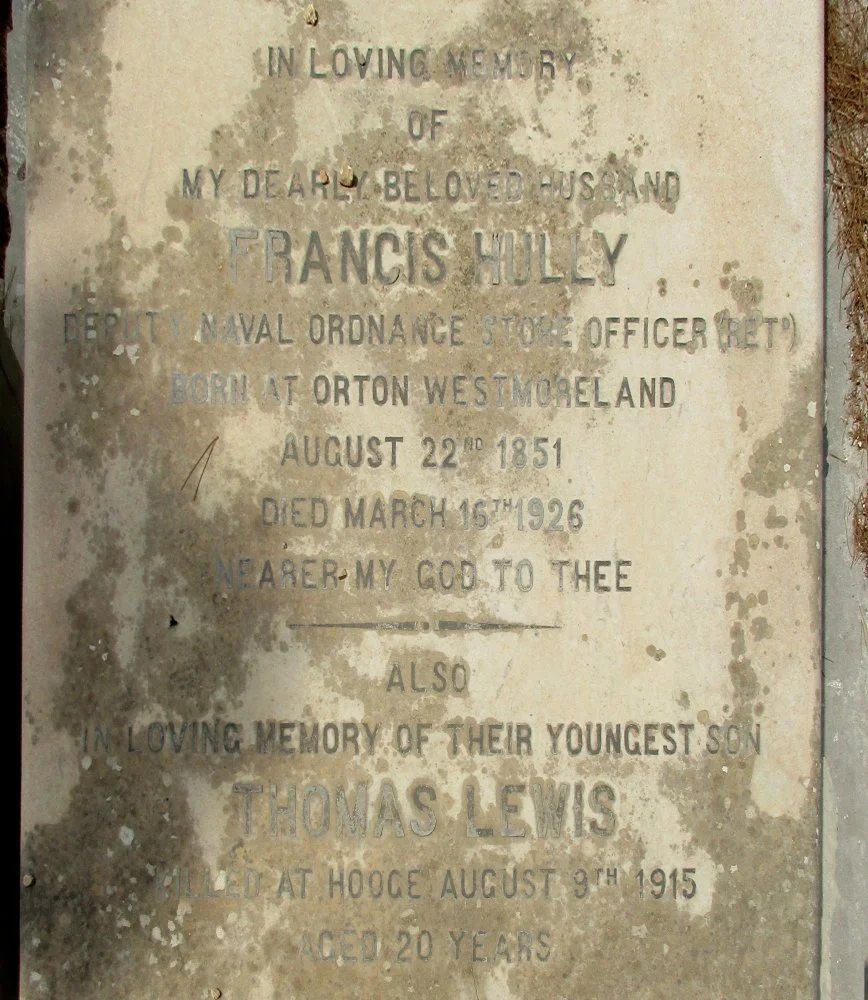 IN LOVING MEMORY
OF
MY DEARLY BELOVED HUSBAND
FRANCIS HULLY
DEPUTY NAVAL ORDNANCE STORE OFFICER (RETD)
BORN AT ORTON WESTMORELAND
AUGUST 22ND 1851
DIED MARCH 16TH 1926
NEARER MY GOD TO THEE
ALSO
IN LOVING MEMORY OF THEIR YOUNGEST SON
THOMAS LEWIS
KILLED AT HOOGE AUGUST 9TH 1915
AGED 20 YEARS